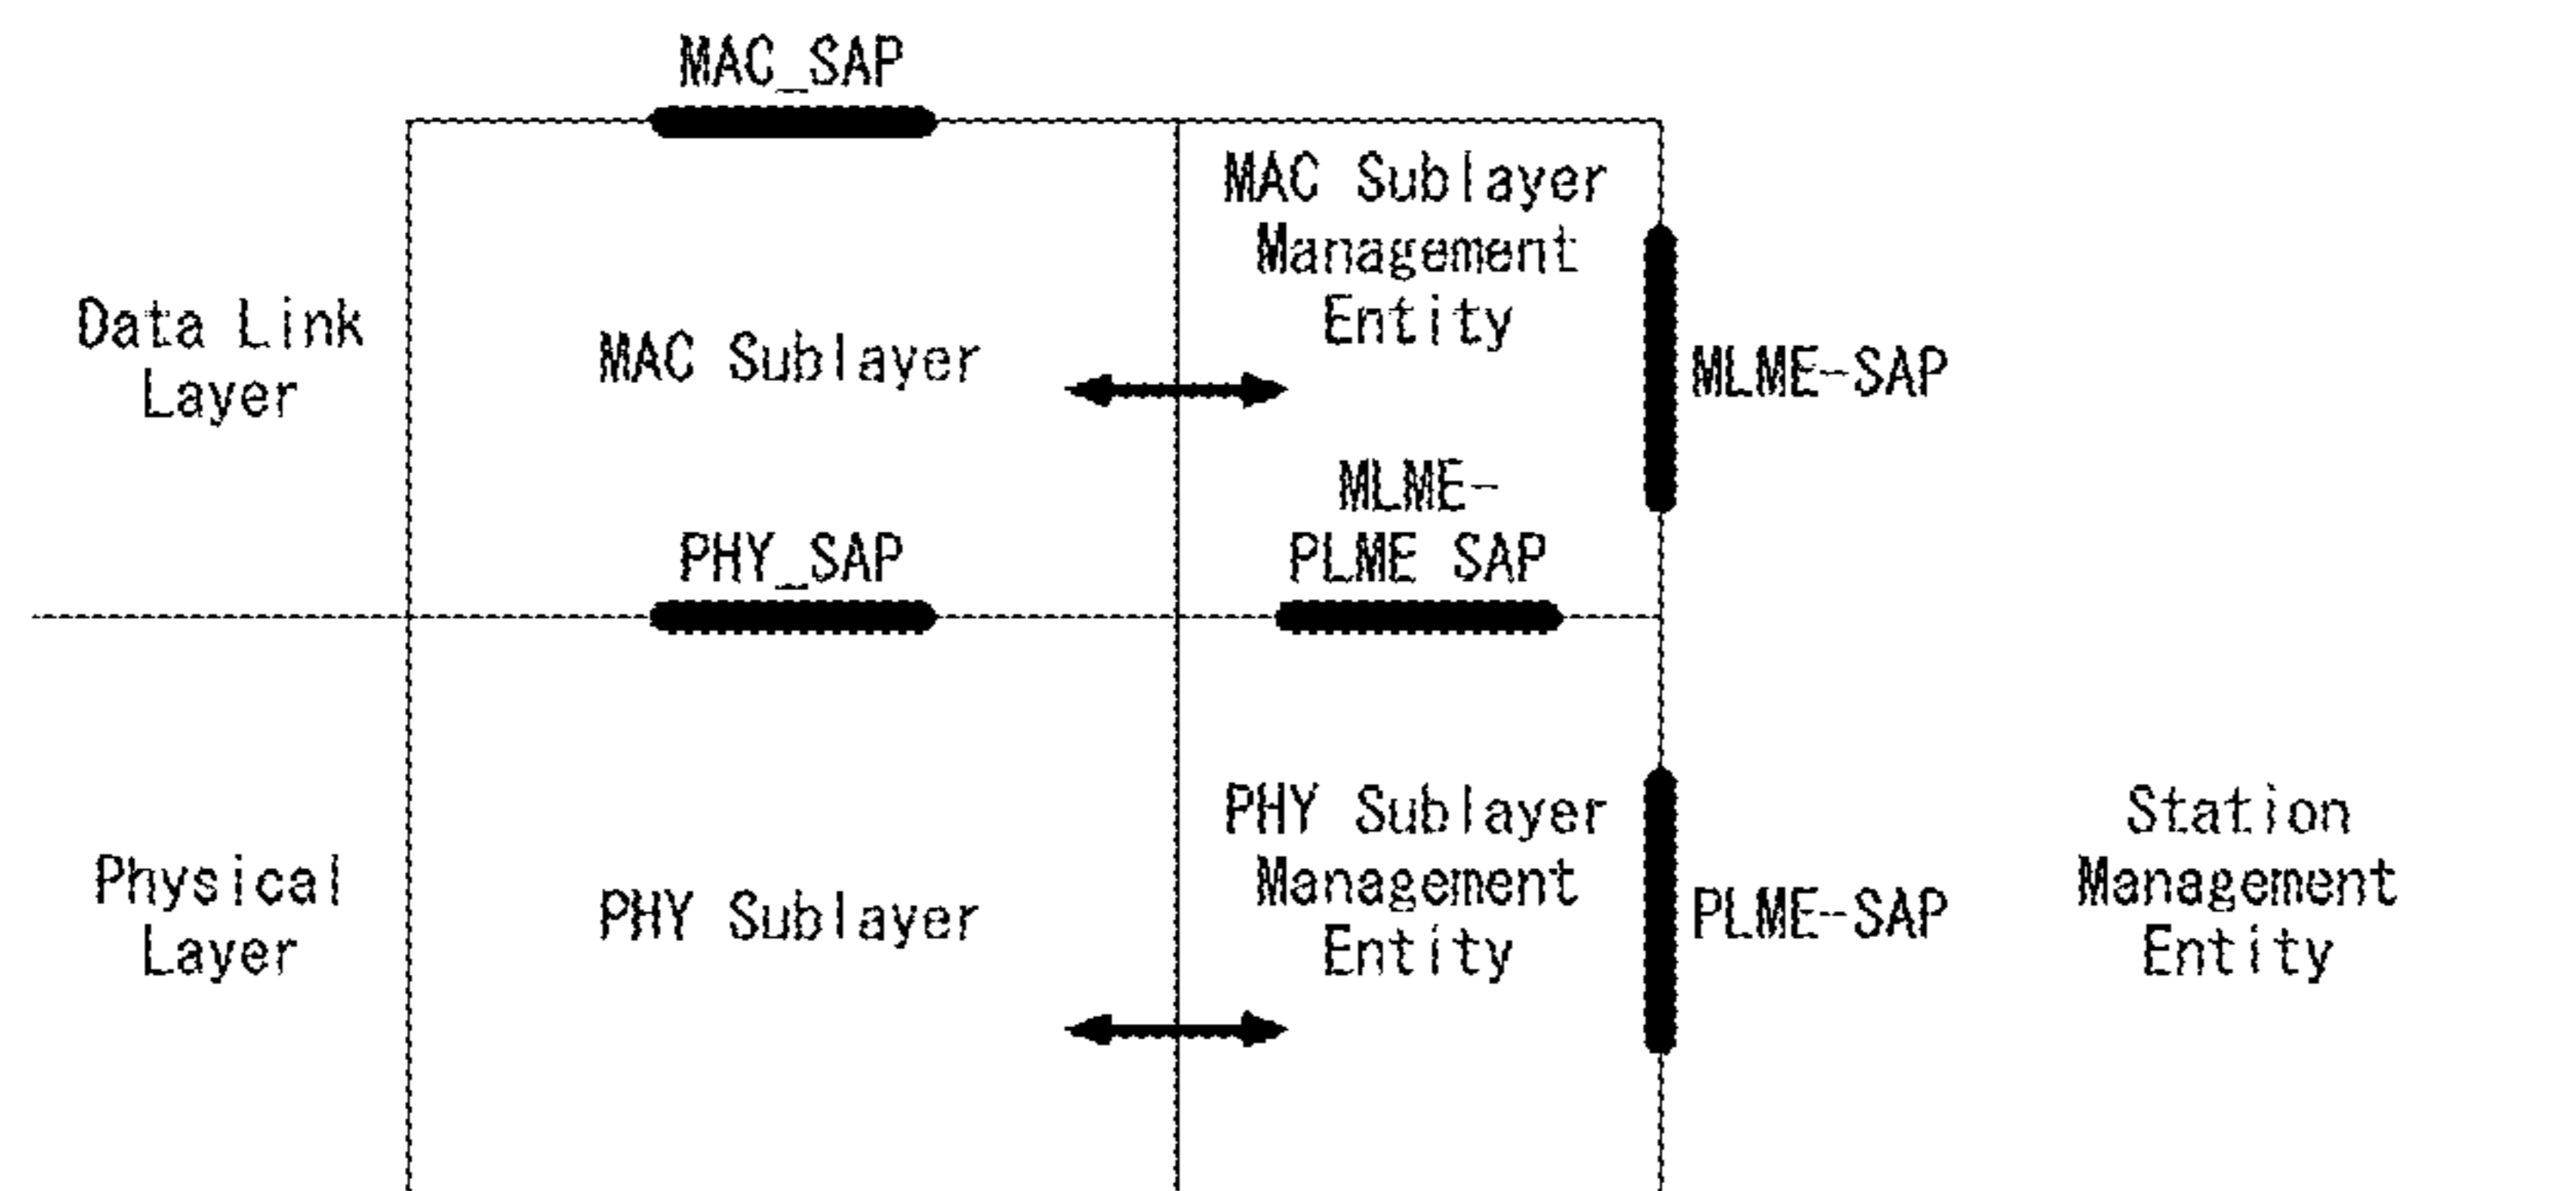 MAC_SAP
MAC Sublayer
Management
Entity
Data Link
Layer
MAC Sublayer
MLME-SAP
MLME-
PLME SAP
PHY_SAP
Physical
Layer
PHY Sublayer
PHY Sublayer
Management
Entity
PLME-SAP
Station
Management
Entity